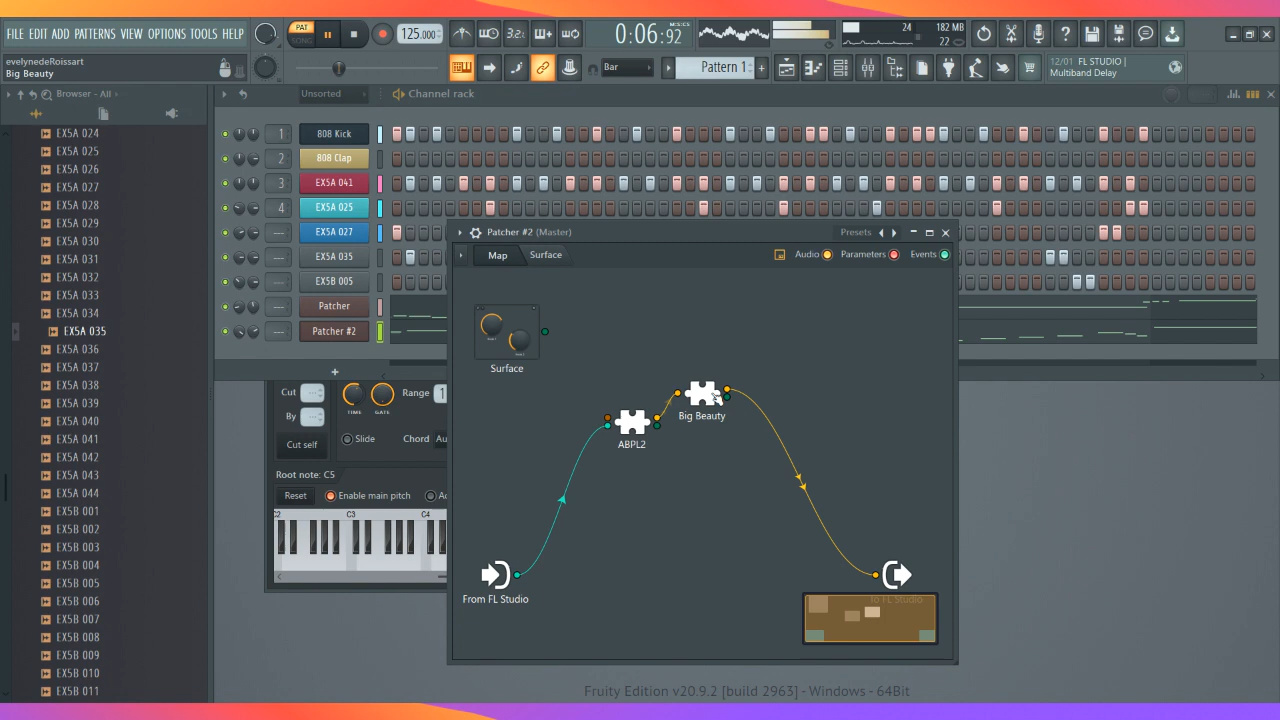 FILE EDIT ADD PATTERNS VIEW OPTIONS TOOLS HELP
PAT
SONG
125.000
3.2.
0:06:92
M:S:CS
24
182 MB
22
evelynedeRoissart
Big Beauty
Bar
Pattern 1
12/01 FL STUDIO |
Multiband Delay
Browser - All
Unsorted
Channel rack
EX5A 024
EX5A 025
EX5A 026
EX5A 027
EX5A 028
EX5A 029
EX5A 030
EX5A 031
EX5A 032
EX5A 033
EX5A 034
EX5A 035
EX5A 036
EX5A 037
EX5A 038
EX5A 039
EX5A 040
EX5A 041
EX5A 042
EX5A 043
EX5A 044
EX5B 001
EX5B 002
EX5B 003
EX5B 004
EX5B 005
EX5B 006
EX5B 007
EX5B 008
EX5B 009
EX5B 010
EX5B 011
1 808 Kick
2 808 Clap
3 EX5A 041
4 EX5A 025
--- EX5A 027
--- EX5A 035
--- EX5B 005
--- Patcher
--- Patcher #2
+
Patcher #2 (Master)
Presets
Map
Surface
Audio
Parameters
Events
Surface
ABPL2
Big Beauty
From FL Studio
To FL Studio
Cut
By
Cut self
TIME
GATE
Range
1
Slide
Chord
Au
Root note: C5
Reset
Enable main pitch
C2
C3
C4
Fruity Edition v20.9.2 [build 2963] - Windows - 64Bit